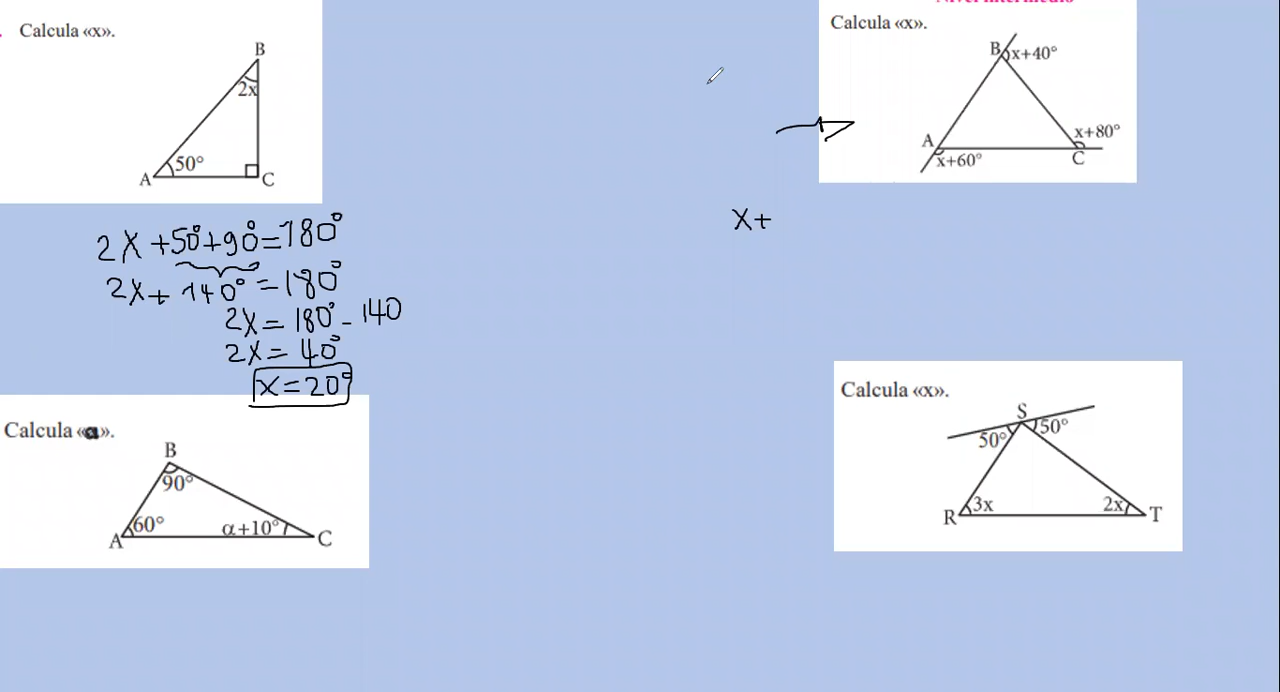 Calcula «x».
B
2x
50°
A
C
2X+50°+90°=180°
2X+140°=180°
2X=180°-140
2X=40°
x=20°
Calcula «a».
B
90°
60°
α+10°
A
C
Calcula «x».
B
x+40°
A
x+80°
x+60°
C
X+
Calcula «x».
S
50°
50°
R
3x
2x
T